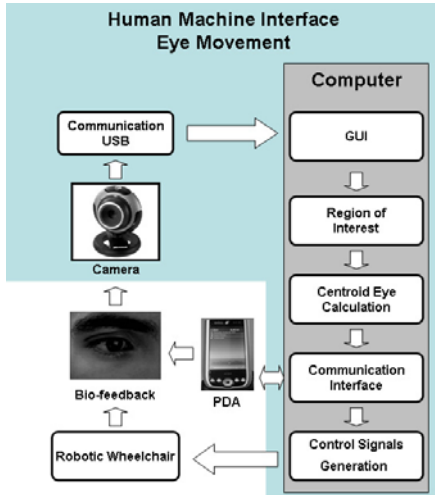 Human Machine Interface
Eye Movement
Computer
Communication
USB
GUI
Region of
Interest
Camera
Centroid Eye
Calculation
Bio-feedback
PDA
Communication
Interface
Robotic Wheelchair
Control Signals
Generation